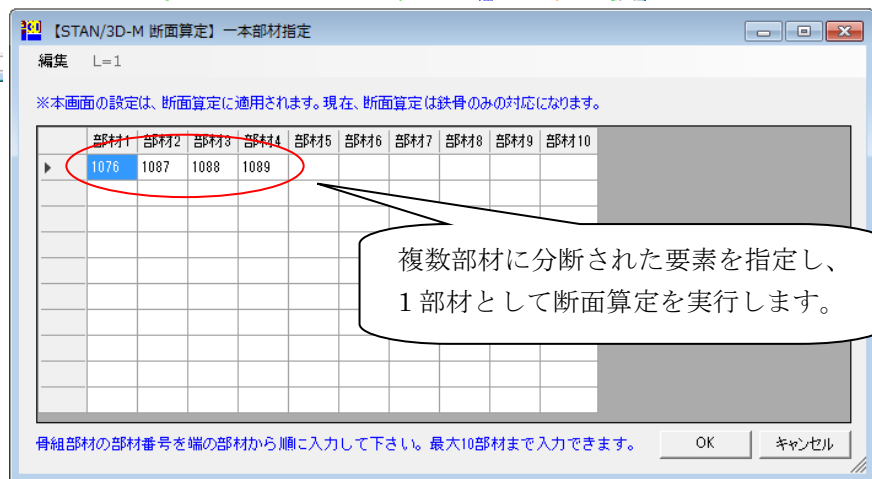 【STAN/3D-M 断面算定】一本部材指定
編集 L=1
※本画面の設定は、断面算定に適用されます。現在、断面算定は鉄骨のみの対応になります。
部材1 部材2 部材3 部材4 部材5 部材6 部材7 部材8 部材9 部材10
1076 1087 1088 1089
複数部材に分断された要素を指定し、
１部材として断面算定を実行します。
骨組部材の部材番号を端の部材から順に入力して下さい。最大10部材まで入力できます。
OK キャンセル